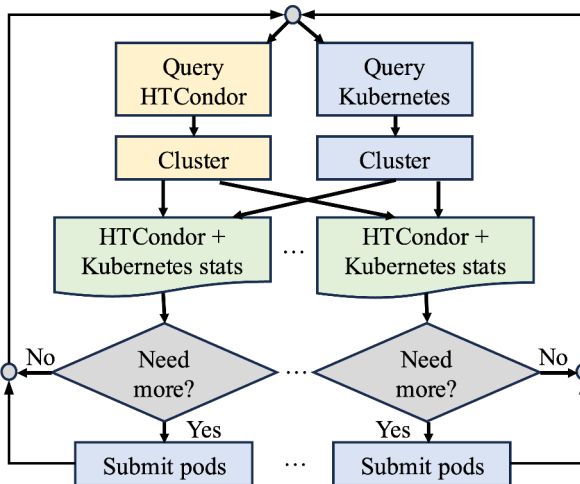 Query
HTCondor
Query
Kubernetes
Cluster
Cluster
HTCondor +
Kubernetes stats
...
HTCondor +
Kubernetes stats
No
Need
more?
...
Need
more?
No
Yes
Yes
Submit pods
...
Submit pods